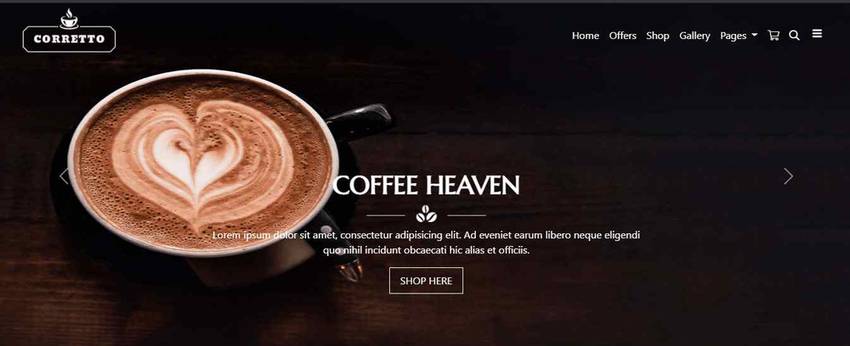 CORRETTO
Home Offers Shop Gallery Pages
COFFEE HEAVEN
Lorem ipsum dolor sit amet, consectetur adipisicing elit. Ad eveniet earum libero neque eligendi
quo nihil incidunt obcaecati hic alias et officiis.
SHOP HERE